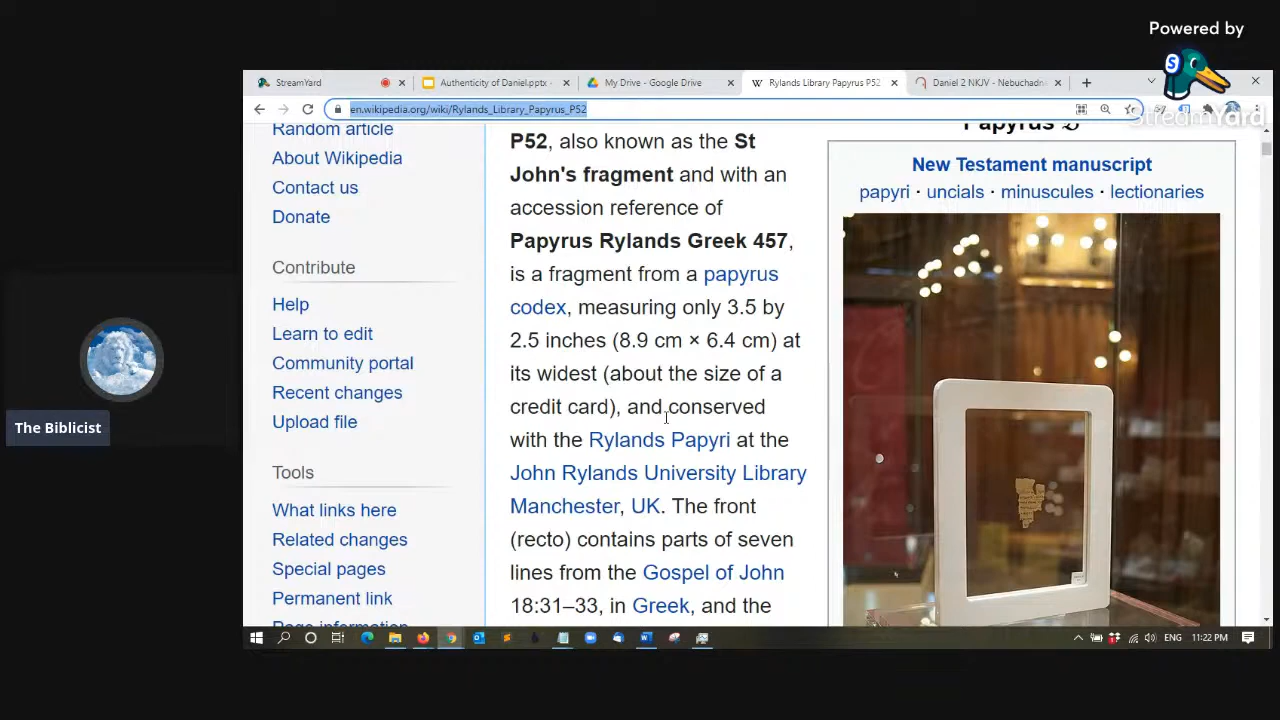 Powered by
StreamYard
StreamYard
Authenticity of Daniel.pptx -
My Drive - Google Drive
Rylands Library Papyrus P52
Daniel 2 NKJV - Nebuchadn
en.wikipedia.org/wiki/Rylands_Library_Papyrus_P52
Random article
About Wikipedia
Contact us
Donate
Contribute
Help
Learn to edit
Community portal
Recent changes
Upload file
Tools
What links here
Related changes
Special pages
Permanent link
Page information
P52, also known as the St
John's fragment and with an
accession reference of
Papyrus Rylands Greek 457,
is a fragment from a papyrus
codex, measuring only 3.5 by
2.5 inches (8.9 cm × 6.4 cm) at
its widest (about the size of a
credit card), and conserved
with the Rylands Papyri at the
John Rylands University Library
Manchester, UK. The front
(recto) contains parts of seven
lines from the Gospel of John
18:31–33, in Greek, and the
Papyrus
New Testament manuscript
papyri · uncials · minuscules · lectionaries
The Biblicist
ENG 11:22 PM